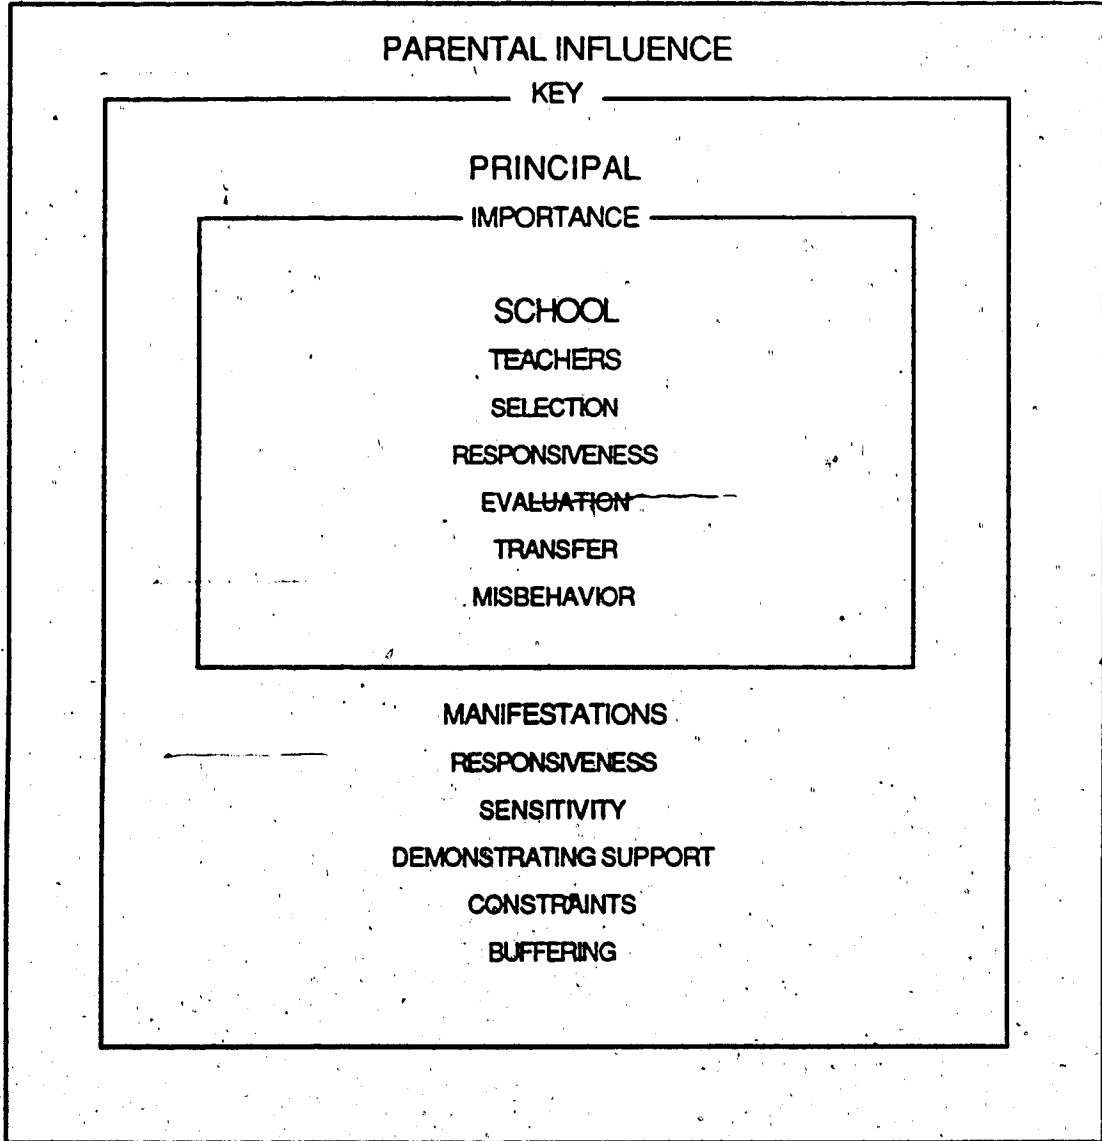 PARENTAL INFLUENCE
KEY
PRINCIPAL
IMPORTANCE
SCHOOL
TEACHERS
SELECTION
RESPONSIVENESS
EVALUATION
TRANSFER
MISBEHAVIOR
MANIFESTATIONS
RESPONSIVENESS
SENSITIVITY
DEMONSTRATING SUPPORT
CONSTRAINTS
BUFFERING